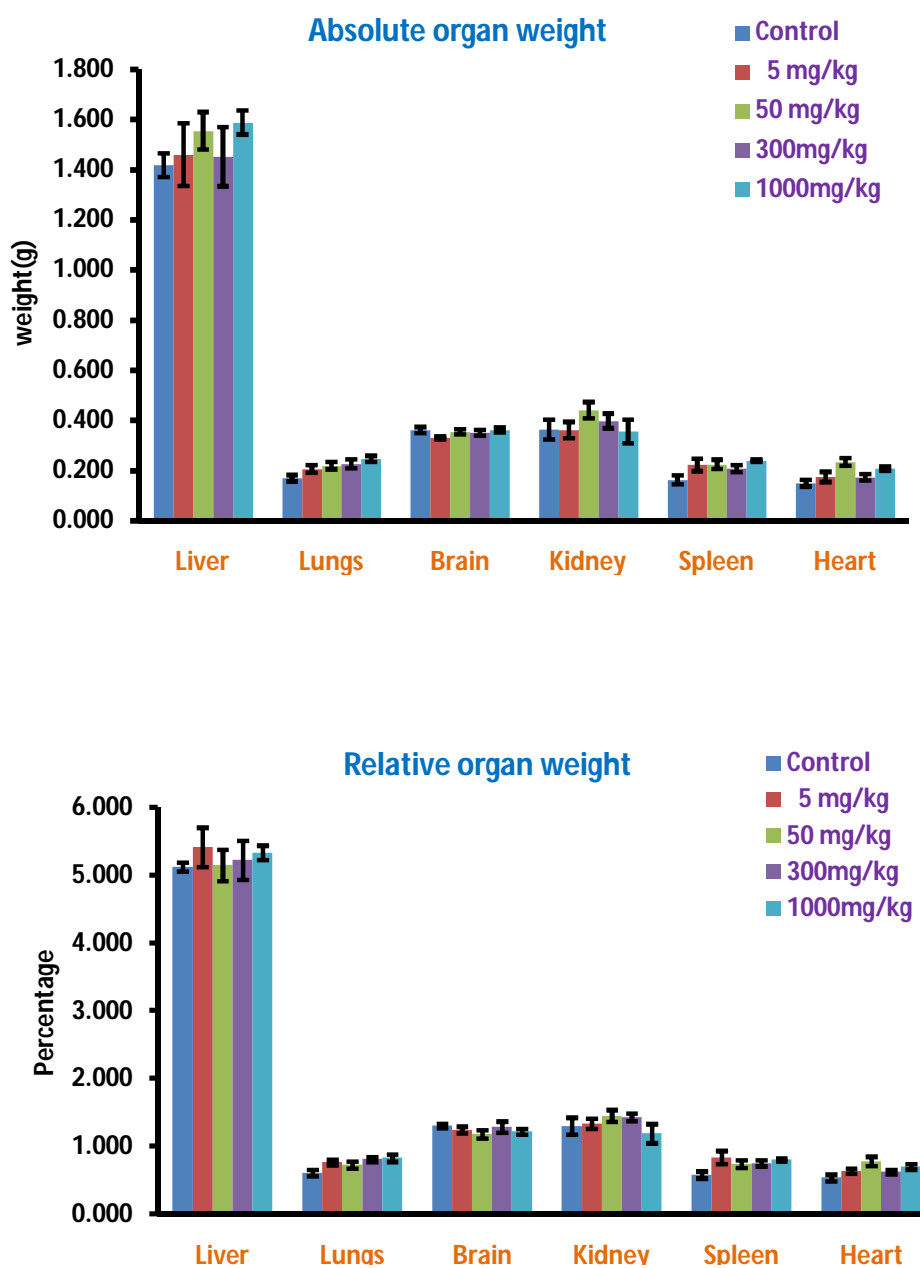 Absolute organ weight
Control
5 mg/kg
50 mg/kg
300mg/kg
1000mg/kg
1.800
1.600
1.400
1.200
1.000
0.800
0.600
0.400
0.200
0.000
weight(g)
Liver Lungs Brain Kidney Spleen Heart
Relative organ weight
Control
5 mg/kg
50 mg/kg
300mg/kg
1000mg/kg
6.000
5.000
4.000
3.000
2.000
1.000
0.000
Percentage
Liver Lungs Brain Kidney Spleen Heart